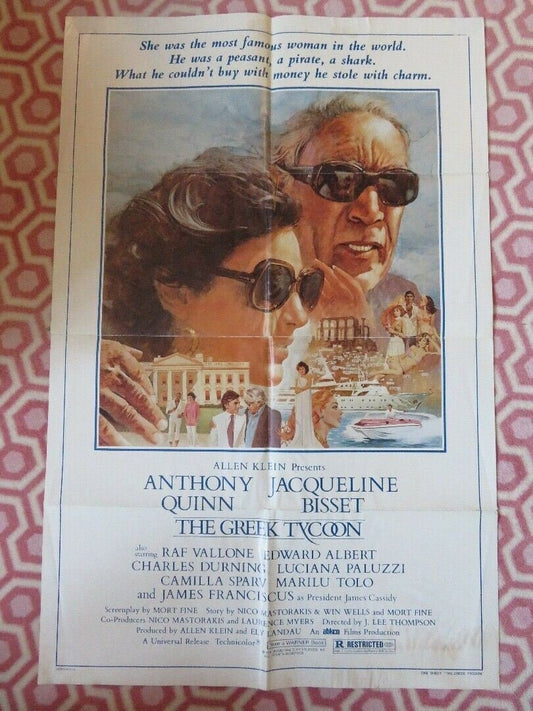 She was the most famous woman in the world.
He was a peasant, a pirate, a shark.
What he couldn't buy with money he stole with charm.
ALLEN KLEIN Presents
ANTHONY JACQUELINE
QUINN BISSET
THE GREEK TYCOON
also
starring RAF VALLONE EDWARD ALBERT
CHARLES DURNING LUCIANA PALUZZI
CAMILLA SPARV MARILU TOLO
and JAMES FRANCISCUS as President James Cassidy
Screenplay by MORT FINE Story by NICO MASTORAKIS & WIN WELLS and MORT FINE
Co-Producers NICO MASTORAKIS and LAURENCE MYERS Directed by J. LEE THOMPSON
Produced by ALLEN KLEIN and ELY LANDAU An abkco Films Production
A Universal Release Technicolor
R RESTRICTED